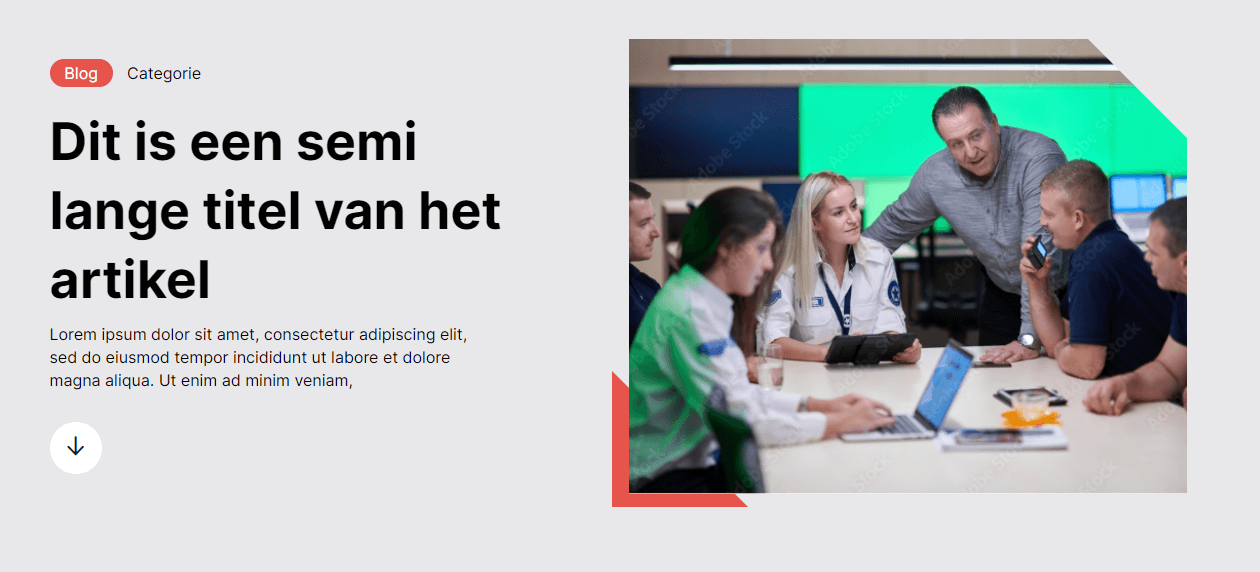 Blog Categorie
Dit is een semi
lange titel van het
artikel
Lorem ipsum dolor sit amet, consectetur adipiscing elit,
sed do eiusmod tempor incididunt ut labore et dolore
magna aliqua. Ut enim ad minim veniam,
Adobe Stock